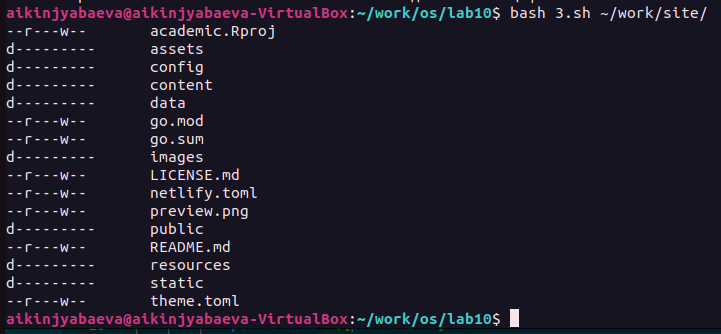 aikinjyabaeva@aikinjyabaeva-VirtualBox:~/work/os/lab10$ bash 3.sh ~/work/site/
--r---w--       academic.Rproj
d---------      assets
d---------      config
d---------      content
d---------      data
--r---w--       go.mod
--r---w--       go.sum
d---------      images
--r---w--       LICENSE.md
--r---w--       netlify.toml
--r---w--       preview.png
d---------      public
--r---w--       README.md
d---------      resources
d---------      static
--r---w--       theme.toml
aikinjyabaeva@aikinjyabaeva-VirtualBox:~/work/os/lab10$